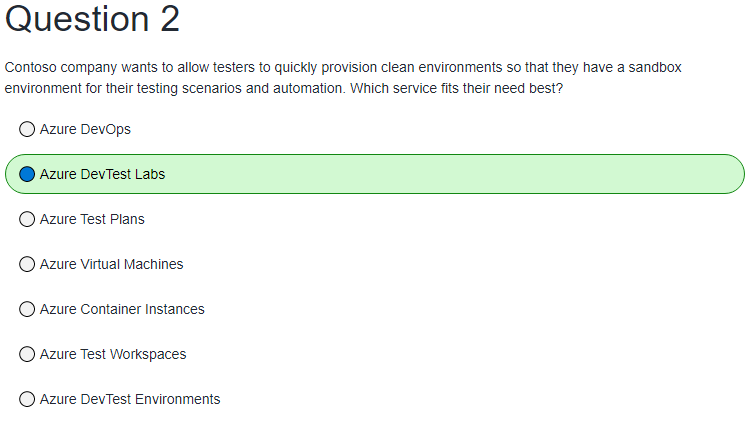 Question 2
Contoso company wants to allow testers to quickly provision clean environments so that they have a sandbox
environment for their testing scenarios and automation. Which service fits their need best?
Azure DevOps
Azure DevTest Labs
Azure Test Plans
Azure Virtual Machines
Azure Container Instances
Azure Test Workspaces
Azure DevTest Environments